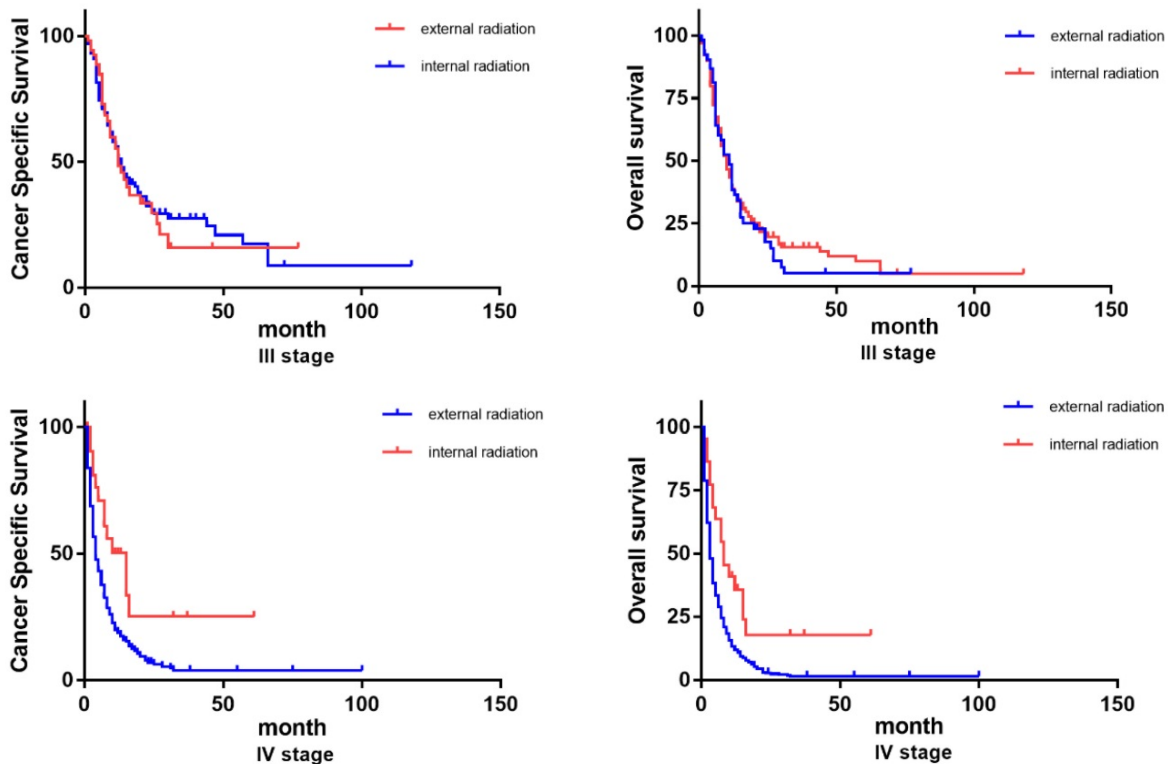 Cancer Specific Survival
100
50
0
0 50 100 150
month
III stage
external radiation
internal radiation
Overall survival
100
75
50
25
0
0 50 100 150
month
III stage
external radiation
internal radiation
Cancer Specific Survival
100
50
0
0 50 100 150
month
IV stage
external radiation
internal radiation
Overall survival
100
75
50
25
0
0 50 100 150
month
IV stage
external radiation
internal radiation